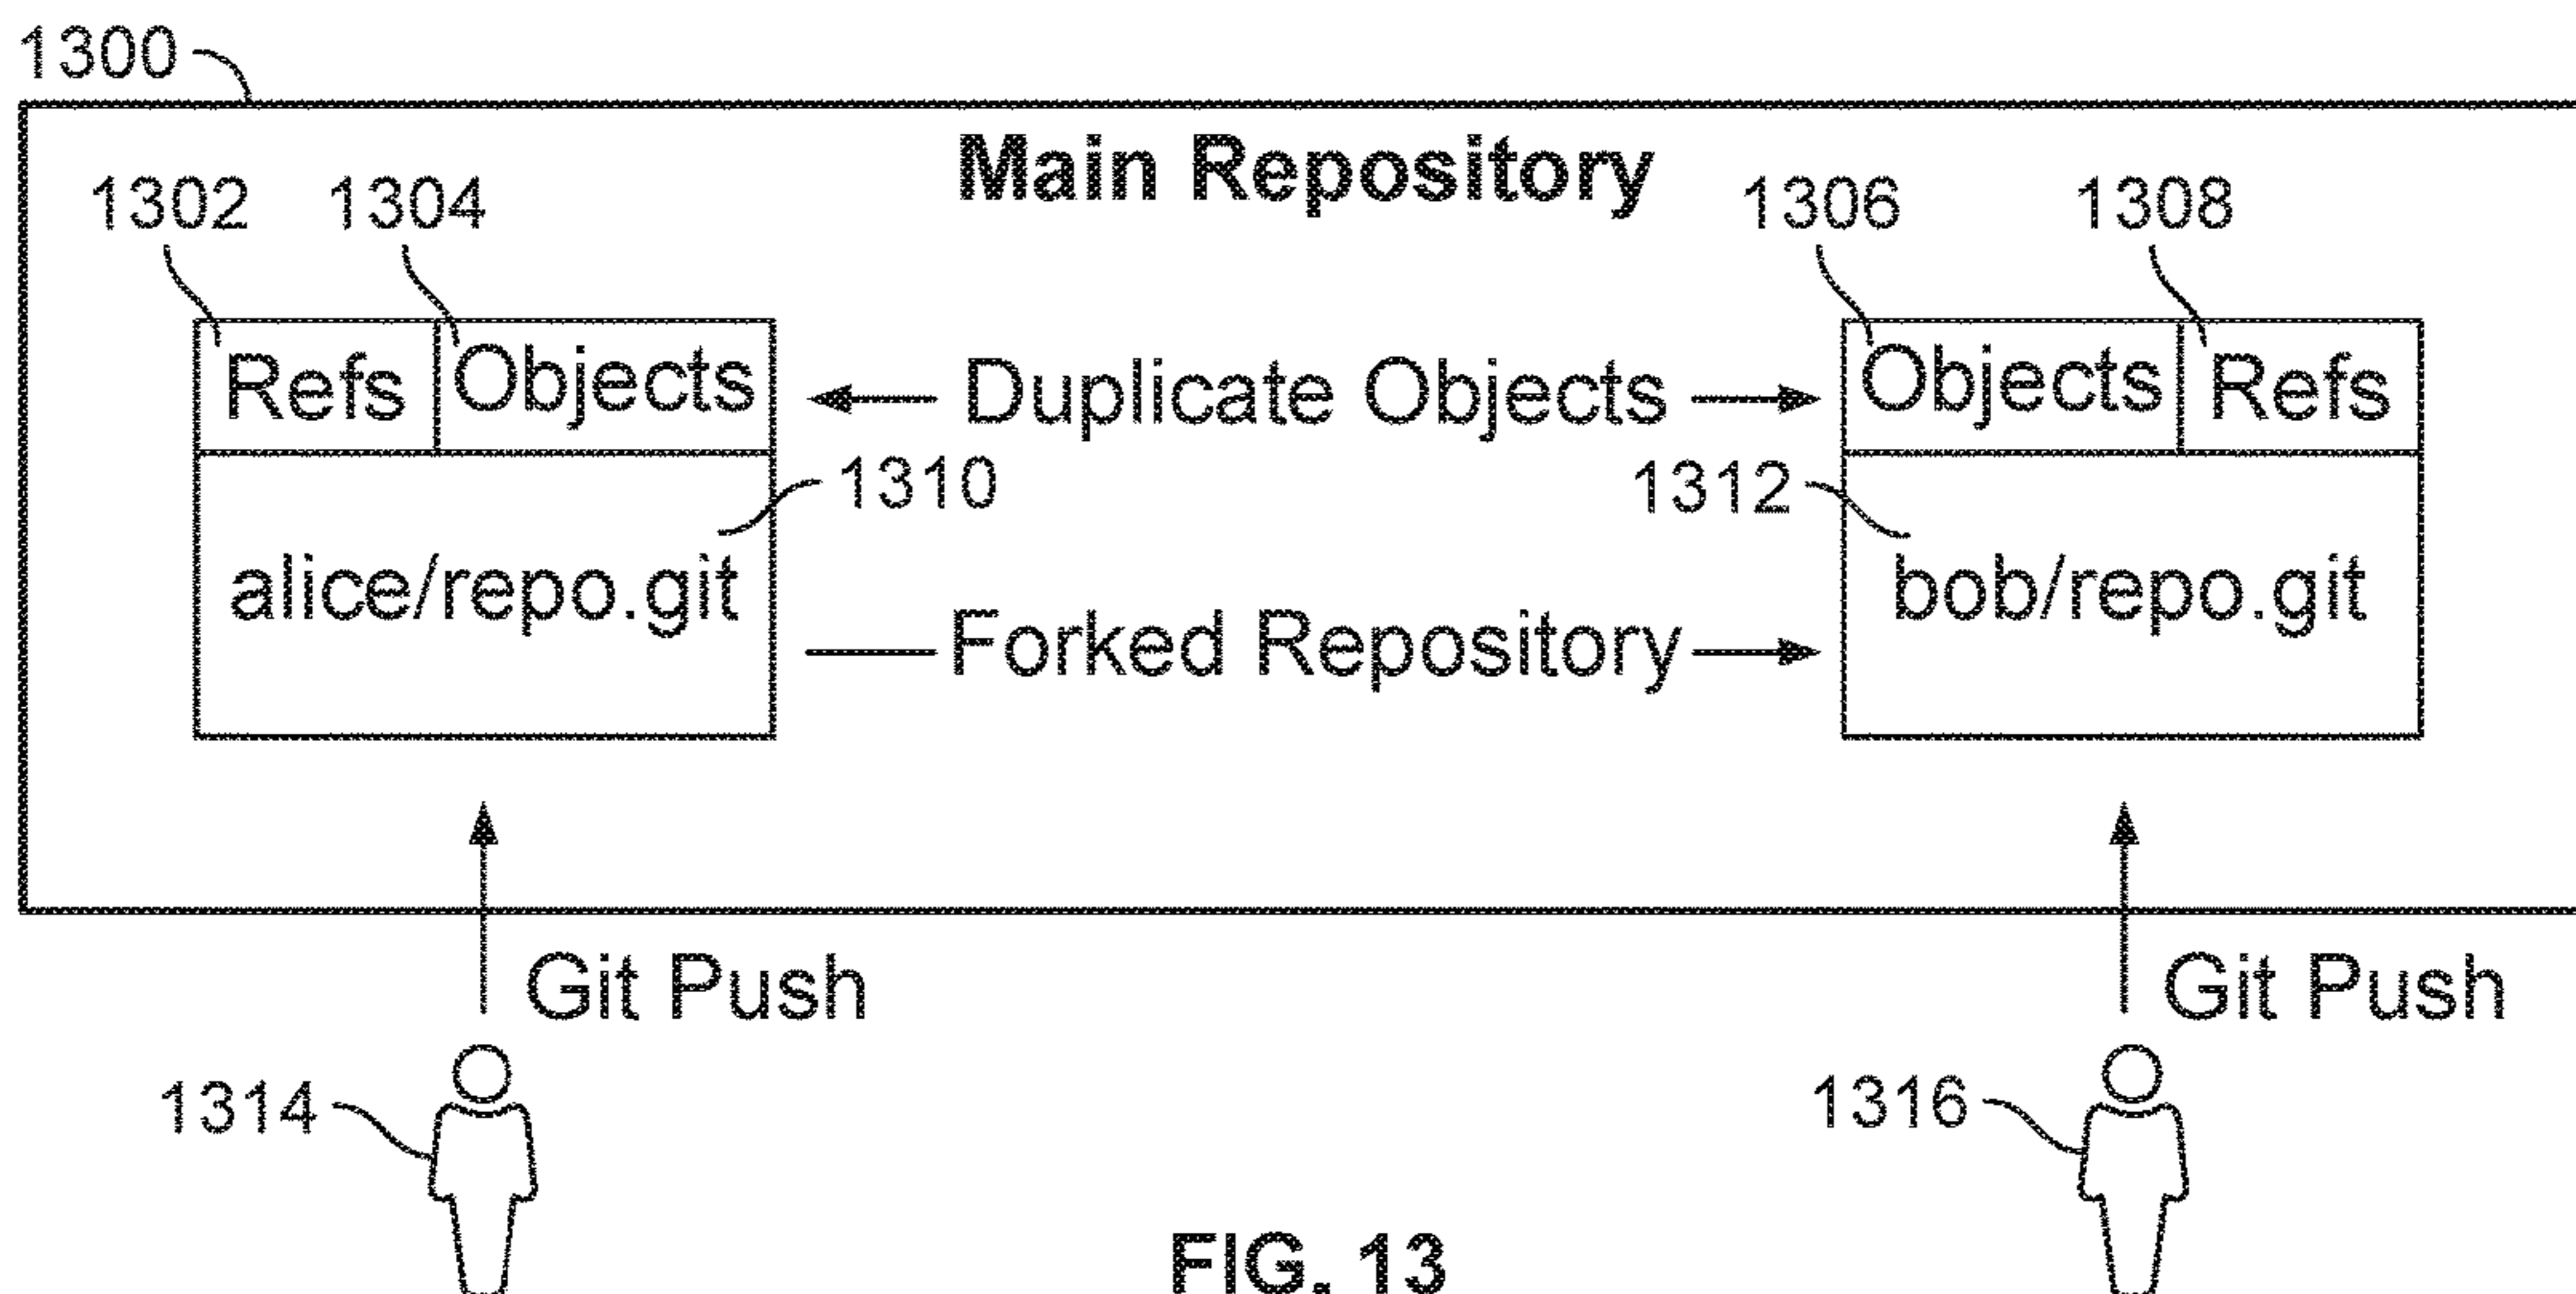 1300
Main Repository
1302 1304 1306 1308
Refs Objects Duplicate Objects Objects Refs
1310 1312
alice/repo.git bob/repo.git
Forked Repository
Git Push Git Push
1314 1316
FIG. 13